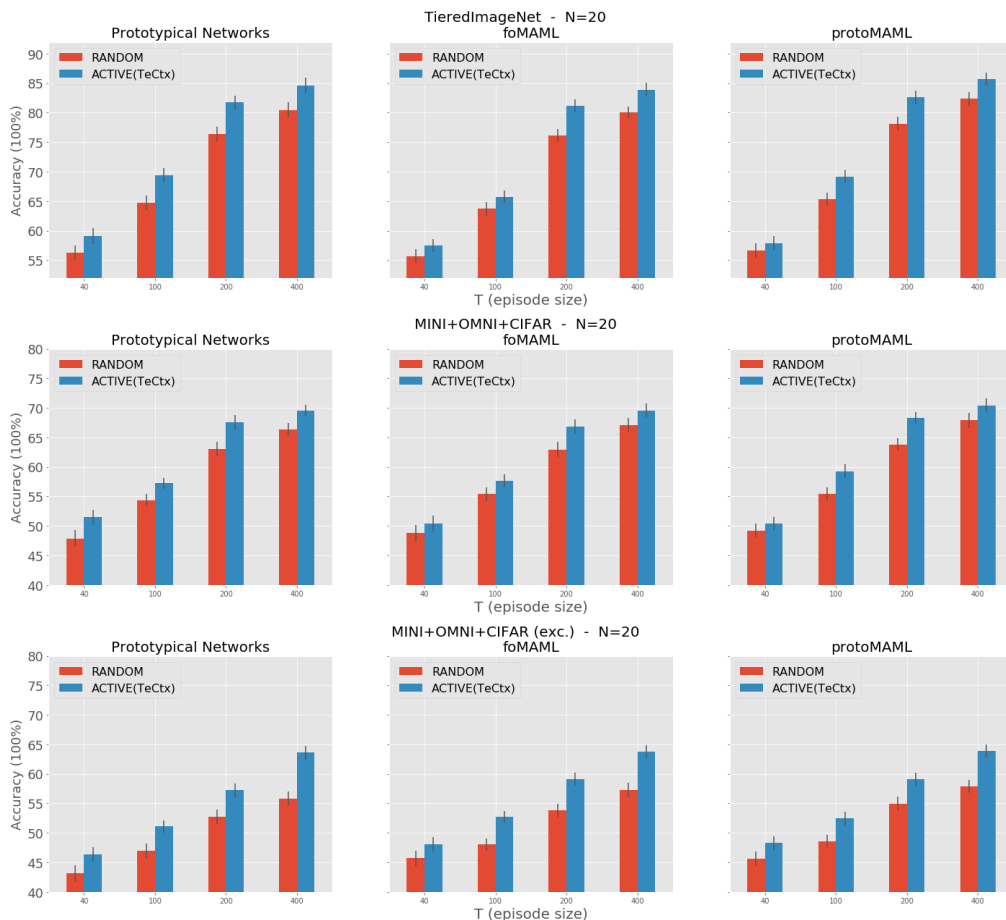 TieredImageNet - N=20
Prototypical Networks
foMAML
protoMAML
RANDOM
ACTIVE(TeCtx)
RANDOM
ACTIVE(TeCtx)
RANDOM
ACTIVE(TeCtx)
Accuracy (100%)
90
85
80
75
70
65
60
55
40
100
200
400
40
100
200
400
40
100
200
400
T (episode size)
MINI+OMNI+CIFAR - N=20
Prototypical Networks
foMAML
protoMAML
RANDOM
ACTIVE(TeCtx)
RANDOM
ACTIVE(TeCtx)
RANDOM
ACTIVE(TeCtx)
Accuracy (100%)
80
75
70
65
60
55
50
45
40
40
100
200
400
40
100
200
400
40
100
200
400
T (episode size)
MINI+OMNI+CIFAR (exc.) - N=20
Prototypical Networks
foMAML
protoMAML
RANDOM
ACTIVE(TeCtx)
RANDOM
ACTIVE(TeCtx)
RANDOM
ACTIVE(TeCtx)
Accuracy (100%)
80
75
70
65
60
55
50
45
40
40
100
200
400
40
100
200
400
40
100
200
400
T (episode size)